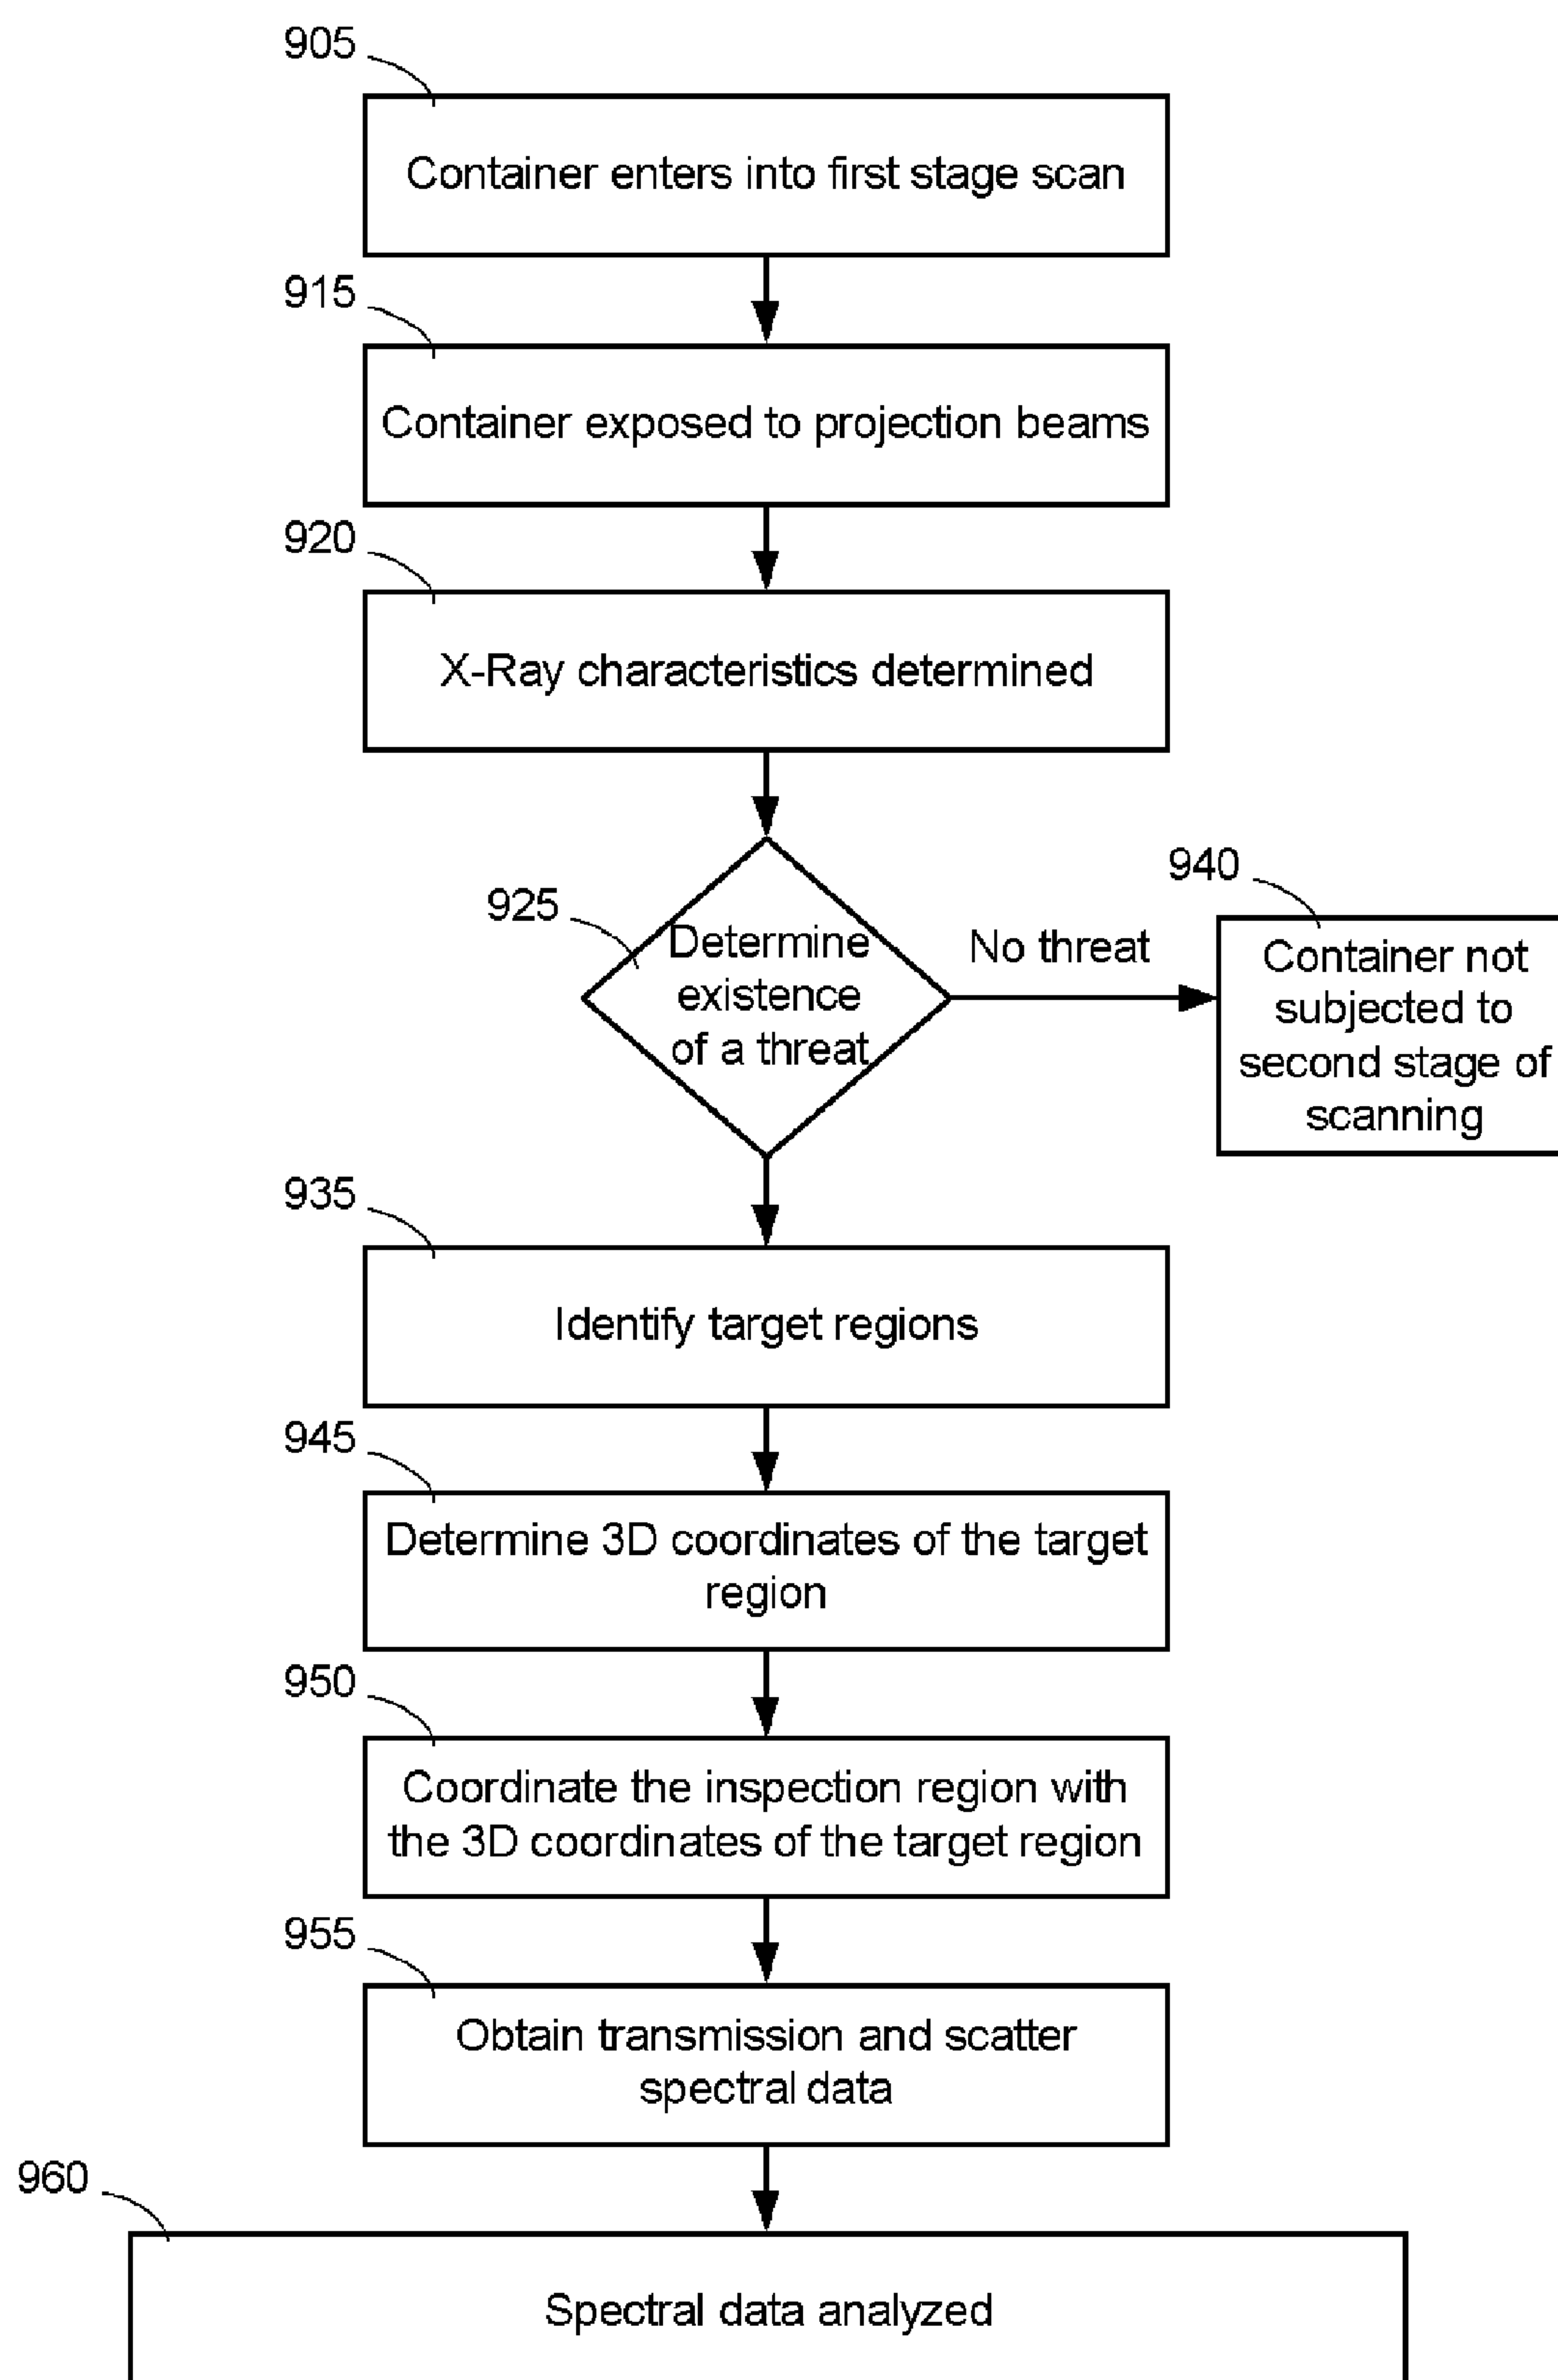 905
Container enters into first stage scan
915
Container exposed to projection beams
920
X-Ray characteristics determined
925
Determine
existence
of a threat
No threat
940
Container not
subjected to
second stage of
scanning
935
Identify target regions
945
Determine 3D coordinates of the target
region
950
Coordinate the inspection region with
the 3D coordinates of the target region
955
Obtain transmission and scatter
spectral data
960
Spectral data analyzed